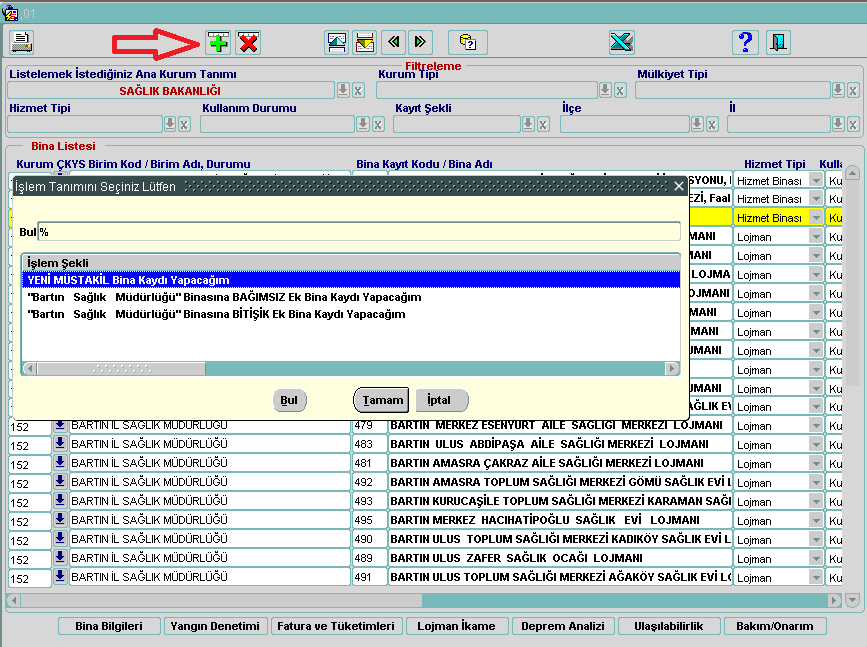 01
Filtreleme
Listelemek İstediğiniz Ana Kurum Tanımı Kurum Tipi Mülkiyet Tipi
SAĞLIK BAKANLIĞI
Hizmet Tipi Kullanım Durumu Kayıt Şekli İlçe İl
Bina Listesi
Kurum ÇKYS Birim Kod / Birim Adı, Durumu Bina Kayıt Kodu / Bina Adı Hizmet Tipi Kulla
SYONU, I Hizmet Binası Ku
EZİ, Faal Hizmet Binası Ku
Hizmet Binası Ku
MANI Lojman Ku
MANI Lojman Ku
LOJMA Lojman Ku
OJMANI Lojman Ku
MANI Lojman Ku
MANI Lojman Ku
JMANI Lojman Ku
Lojman Ku
JMANI Lojman Ku
AĞLIK EV Lojman Ku
İşlem Tanımını Seçiniz Lütfen
Bul %
İşlem Şekli
YENİ MÜSTAKİL Bina Kaydı Yapacağım
"Bartın Sağlık Müdürlüğü" Binasına BAĞIMSIZ Ek Bina Kaydı Yapacağım
"Bartın Sağlık Müdürlüğü" Binasına BİTİŞİK Ek Bina Kaydı Yapacağım
Bul Tamam İptal
152 BARTIN İL SAĞLIK MÜDÜRLÜĞÜ 479 BARTIN MERKEZ ESENYURT AİLE SAĞLIĞI MERKEZİ LOJMANI Lojman Ku
152 BARTIN İL SAĞLIK MÜDÜRLÜĞÜ 483 BARTIN ULUS ABDİPAŞA AİLE SAĞLIĞI MERKEZİ LOJMANI Lojman Ku
152 BARTIN İL SAĞLIK MÜDÜRLÜĞÜ 481 BARTIN AMASRA ÇAKRAZ AİLE SAĞLIĞI MERKEZİ LOJMANI Lojman Ku
152 BARTIN İL SAĞLIK MÜDÜRLÜĞÜ 492 BARTIN AMASRA TOPLUM SAĞLIĞI MERKEZİ GÖMÜ SAĞLIK EVİ L Lojman Ku
152 BARTIN İL SAĞLIK MÜDÜRLÜĞÜ 493 BARTIN KURUCAŞİLE TOPLUM SAĞLIĞI MERKEZİ KARAMAN SAĞI Lojman Ku
152 BARTIN İL SAĞLIK MÜDÜRLÜĞÜ 495 BARTIN MERKEZ HACIHATİPOĞLU SAĞLIK EVİ LOJMANI Lojman Ku
152 BARTIN İL SAĞLIK MÜDÜRLÜĞÜ 490 BARTIN ULUS TOPLUM SAĞLIĞI MERKEZİ KADIKÖY SAĞLIK EVİ L Lojman Ku
152 BARTIN İL SAĞLIK MÜDÜRLÜĞÜ 489 BARTIN ULUS ZAFER SAĞLIK OCAĞI LOJMANI Lojman Ku
152 BARTIN İL SAĞLIK MÜDÜRLÜĞÜ 491 BARTIN ULUS TOPLUM SAĞLIĞI MERKEZİ AĞAKÖY SAĞLIK EVİ L Lojman Ku
Bina Bilgileri Yangın Denetimi Fatura ve Tüketimleri Lojman İkame Deprem Analizi Ulaşılabilirlik Bakım/Onarım